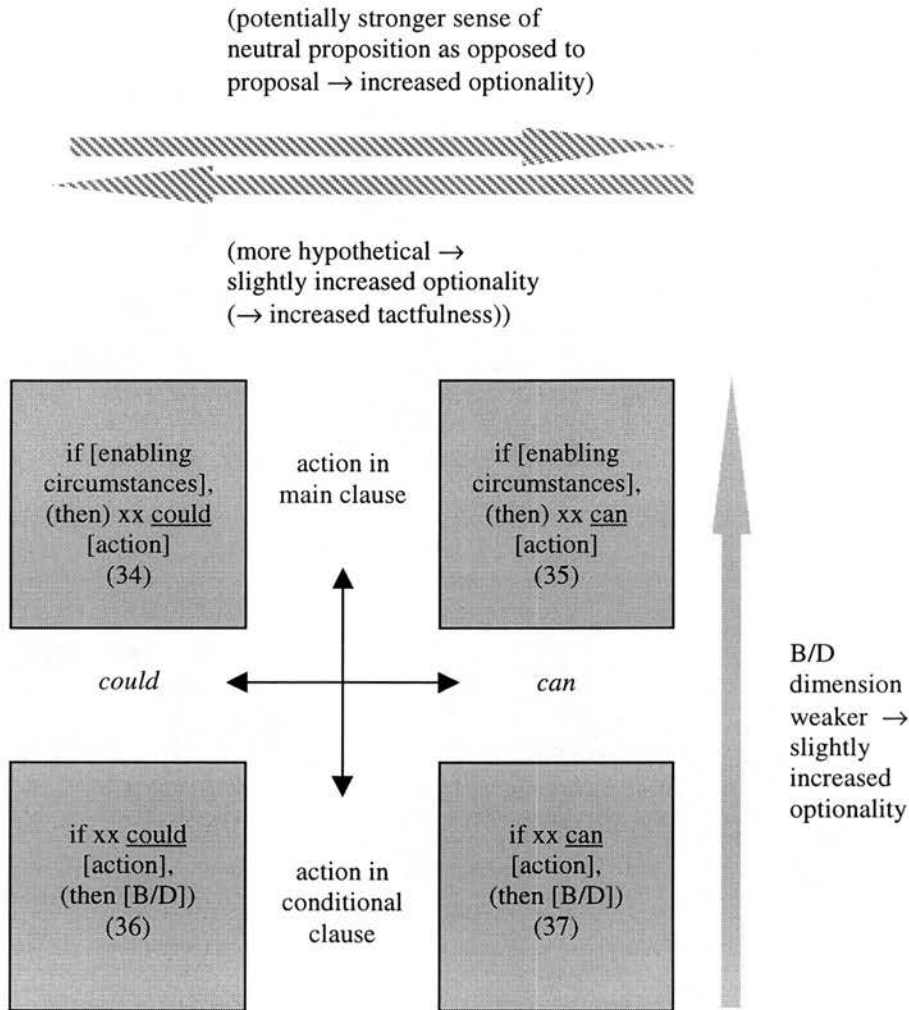 (potentially stronger sense of
neutral proposition as opposed to
proposal → increased optionality)
(more hypothetical →
slightly increased optionality
(→ increased tactfulness))
if [enabling
circumstances],
(then) xx could
[action]
(34)
action in
main clause
if [enabling
circumstances],
(then) xx can
[action]
(35)
could
can
B/D
dimension
weaker →
slightly
increased
optionality
if xx could
[action],
(then [B/D])
(36)
action in
conditional
clause
if xx can
[action],
(then [B/D])
(37)